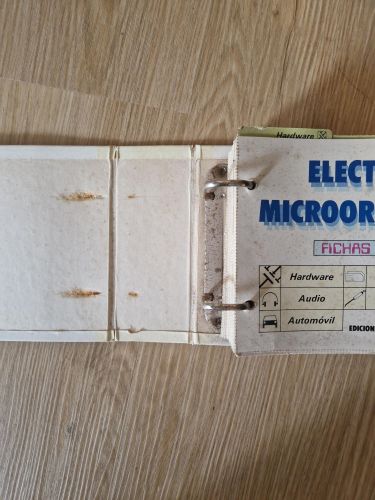 Hardware
ELECT
MICROOR
FICHAS
Hardware
Audio
Automóvil
EDICION